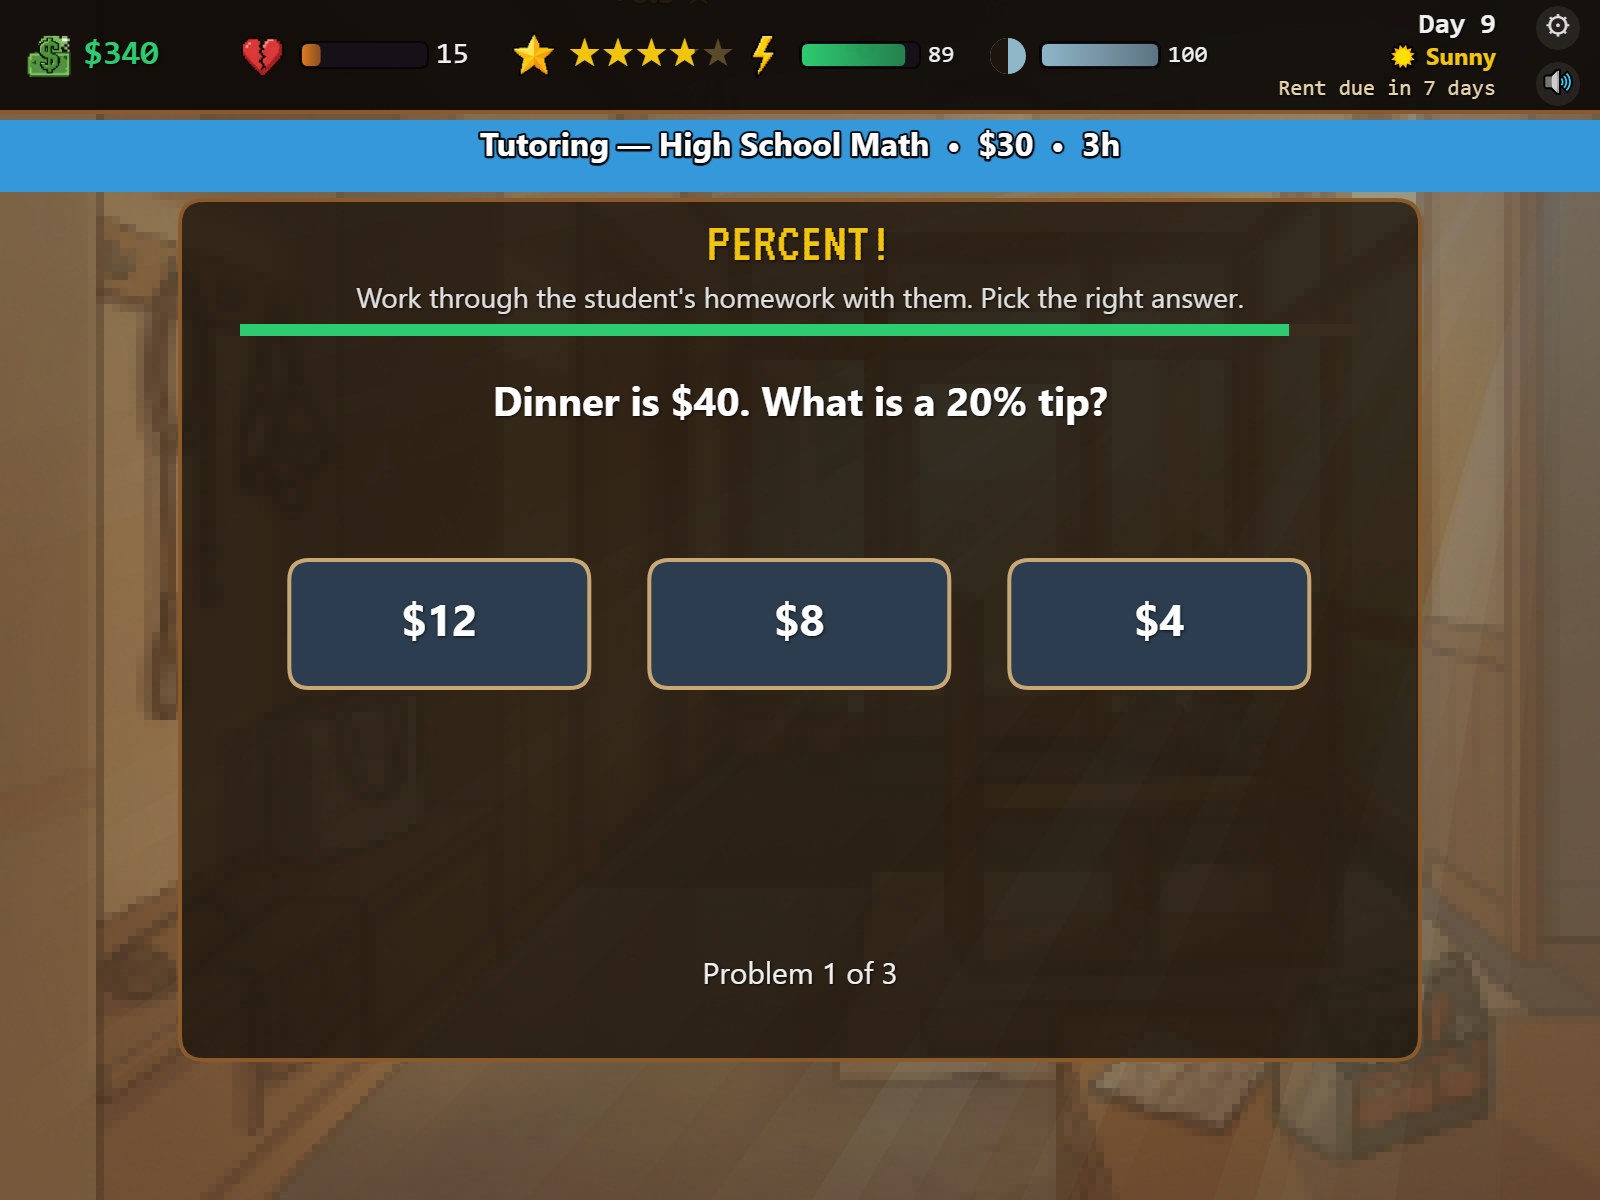 $340
15
89
100
Day 9
Sunny
Rent due in 7 days
Tutoring — High School Math • $30 • 3h
PERCENT!
Work through the student's homework with them. Pick the right answer.
Dinner is $40. What is a 20% tip?
$12
$8
$4
Problem 1 of 3